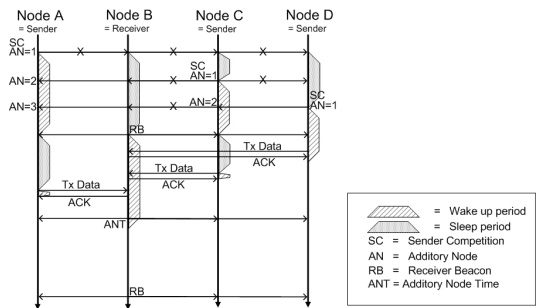 Node A Node B Node C Node D
= Sender = Receiver = Sender = Sender
SC
AN=1 X X X
SC
AN=2 AN=1 X X
SC
AN=3 X AN=2 AN=1
RB
Tx Data
ACK
Tx Data
ACK
Tx Data
ACK
ANT
RB
= Wake up period
= Sleep period
SC = Sender Competition
AN = Additory Node
RB = Receiver Beacon
ANT = Additory Node Time